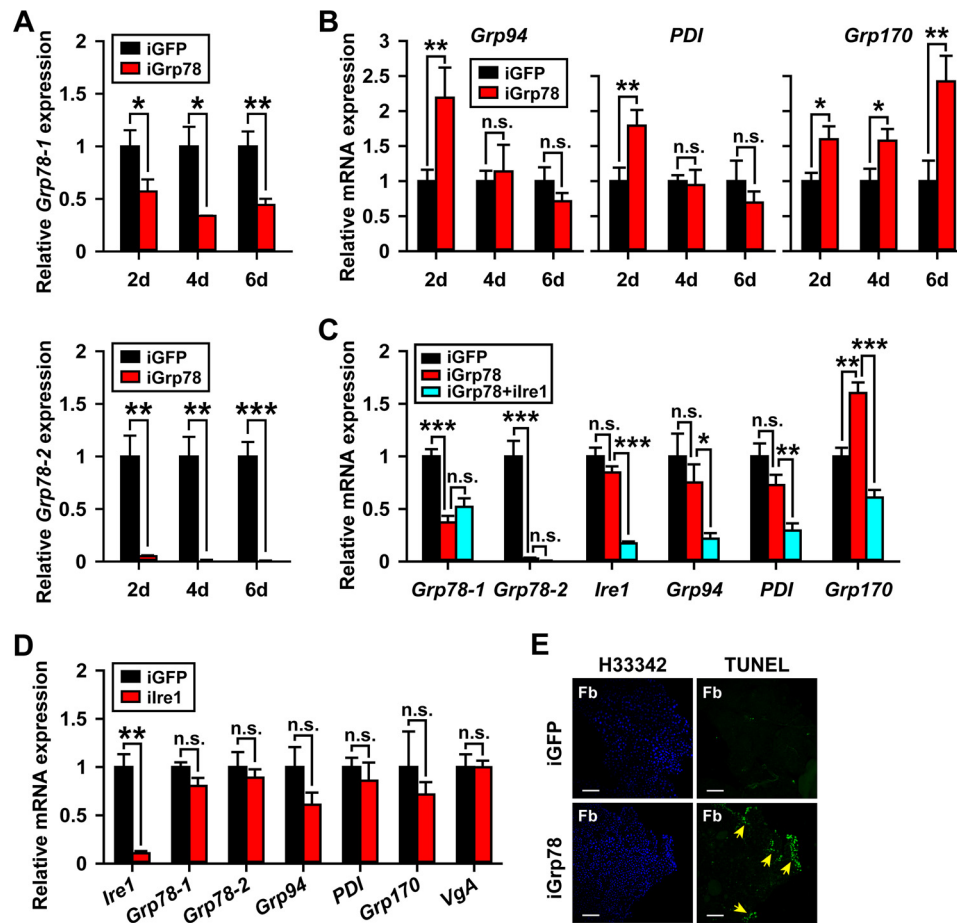 A
Relative Grp78-1 expression
2
1.5
1
0.5
0
iGFP
iGrp78
*
*
**
2d
4d
6d
Relative Grp78-2 expression
2
1.5
1
0.5
0
iGFP
iGrp78
**
**
***
2d
4d
6d
B
Relative mRNA expression
3
2.5
2
1.5
1
0.5
0
Grp94
PDI
Grp170
iGFP
iGrp78
**
n.s.
n.s.
**
n.s.
n.s.
*
*
**
2d
4d
6d
2d
4d
6d
2d
4d
6d
C
Relative mRNA expression
2
1.5
1
0.5
0
iGFP
iGrp78
iGrp78+iIre1
***
n.s.
***
n.s.
n.s.
***
n.s.
*
n.s.
**
**
***
Grp78-1
Grp78-2
Ire1
Grp94
PDI
Grp170
D
Relative mRNA expression
2
1.5
1
0.5
0
iGFP
iIre1
**
n.s.
n.s.
n.s.
n.s.
n.s.
n.s.
Ire1
Grp78-1
Grp78-2
Grp94
PDI
Grp170
VgA
E
H33342
TUNEL
iGFP
Fb
Fb
iGrp78
Fb
Fb